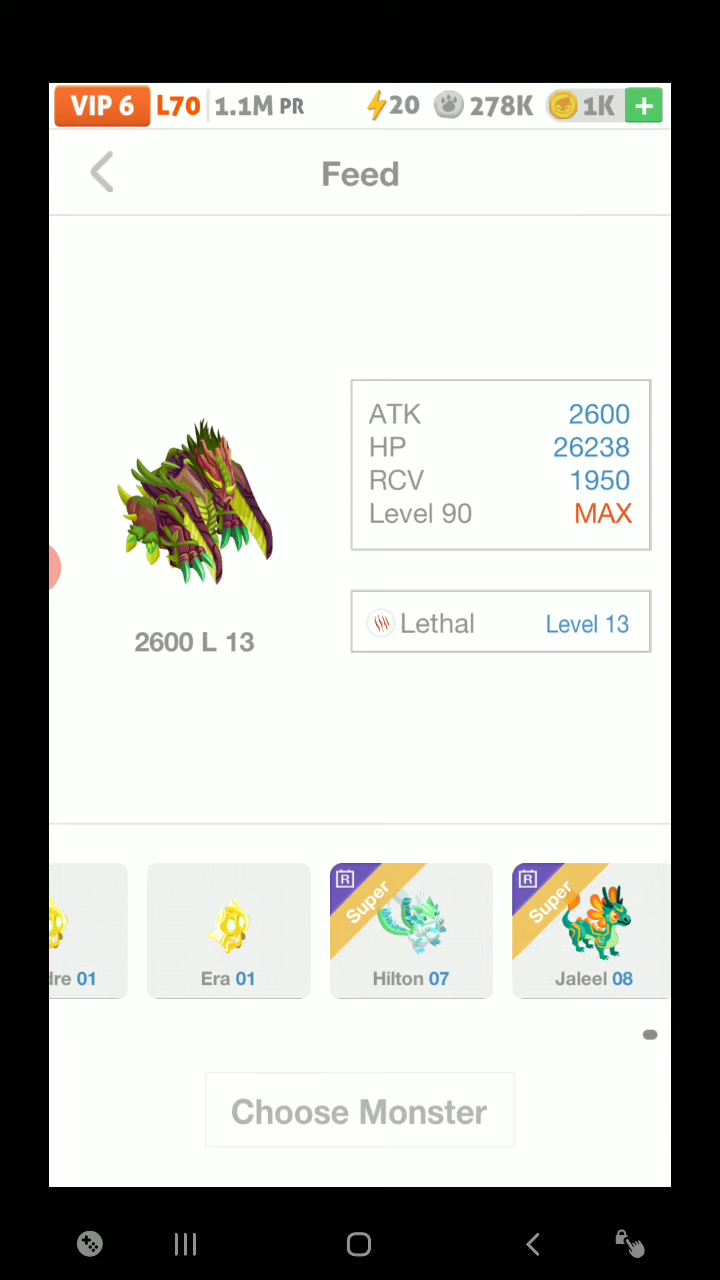 VIP 6 L70 1.1M PR 20 278K 1K +
Feed
ATK 2600
HP 26238
RCV 1950
Level 90 MAX
Lethal Level 13
2600 L 13
R Super R Super
dre 01 Era 01 Hilton 07 Jaleel 08
Choose Monster